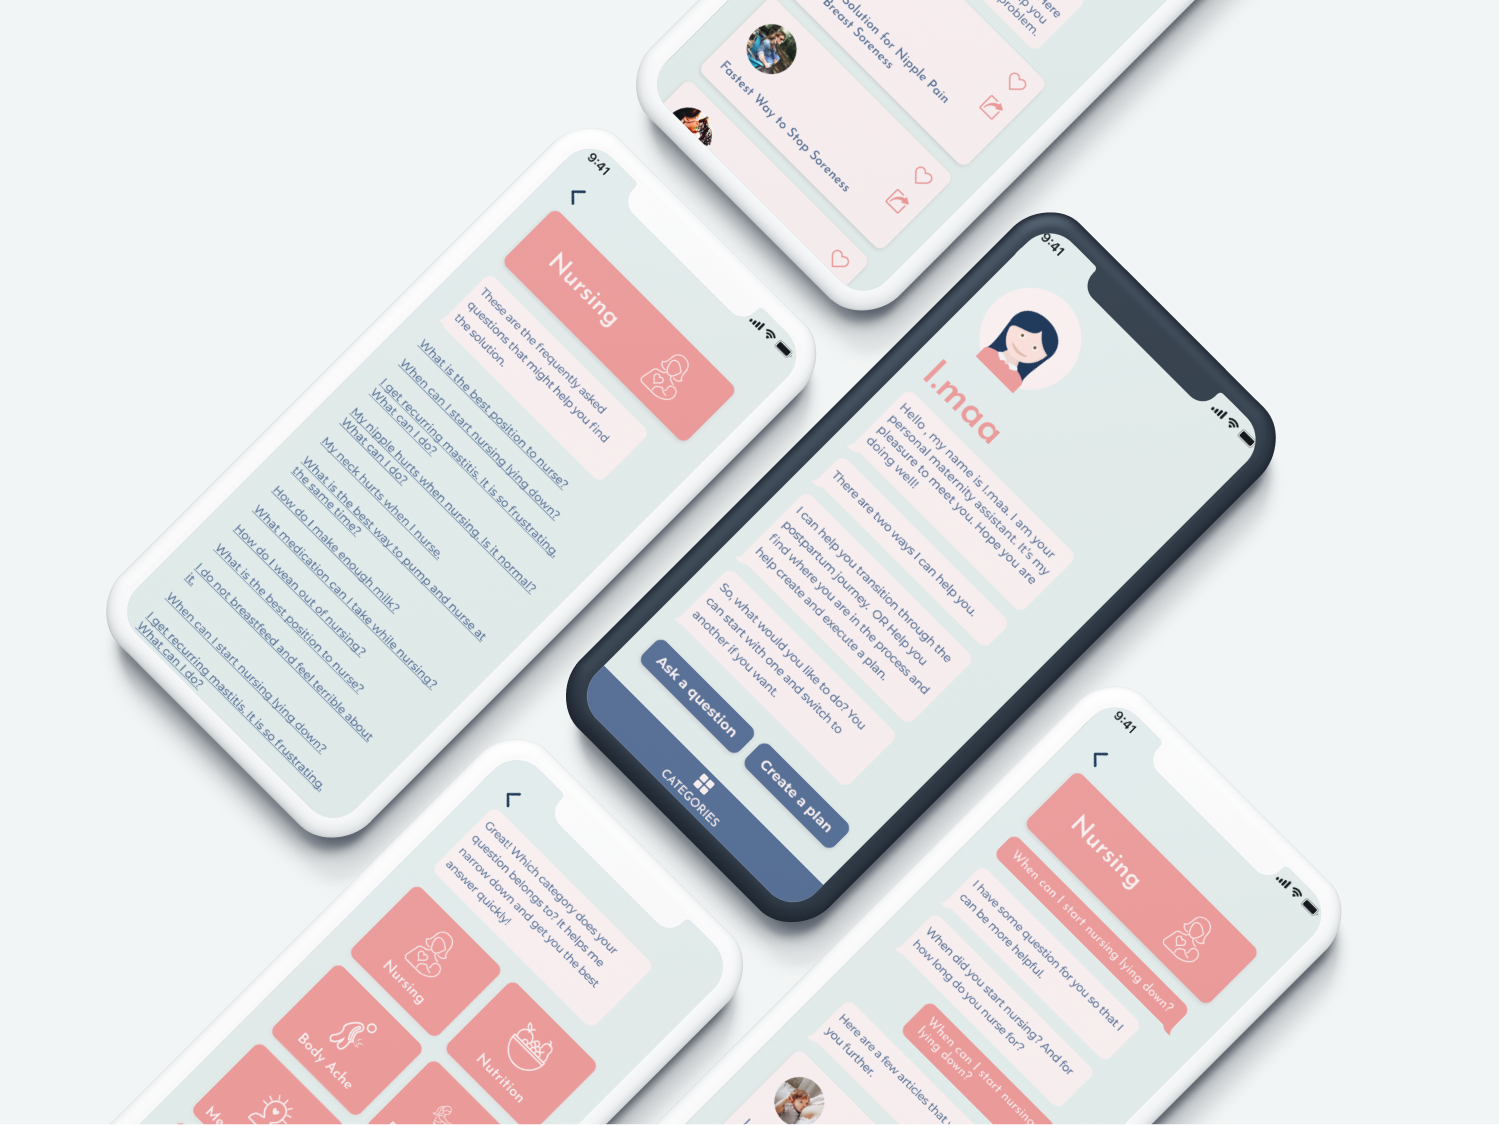 Here
help you
problem.
Solution for Nipple Pain
Breast Soreness
Fastest Way to Stop Soreness
9:41
Nursing
These are the frequently asked
questions that might help you find
the solution.
What is the best position to nurse?
When can I start nursing lying down?
I get recurring mastitis. It is so frustrating.
What can I do?
My nipple hurts when nursing. Is it normal?
What can I do?
My neck hurts when I nurse.
What is the best way to pump and nurse at
the same time?
How do I make enough milk?
What medication can I take while nursing?
How do I wean out of nursing?
What is the best position to nurse?
I do not breastfeed and feel terrible about
it.
When can I start nursing lying down?
I get recurring mastitis. It is so frustrating.
What can I do?
9:41
I.maa
Hello , my name is I.maa. I am your
personal maternity assistant. It's my
pleasure to meet you. Hope you are
doing well!
There are two ways I can help you.
I can help you transition through the
postpartum journey. OR Help you
find where you are in the process and
help create and execute a plan.
So, what would you like to do? You
can start with one and switch to
another if you want.
Ask a question
Create a plan
CATEGORIES
Great! Which category does your
question belongs to? It helps me
narrow down and get you the best
answer quickly!
Nursing
Nutrition
Body Ache
Me
9:41
Nursing
When can I start nursing lying down?
I have some question for you so that I
can be more helpful.
When did you start nursing? And for
how long do you nurse for?
When can I start nursing
lying down?
Here are a few articles that
you further.